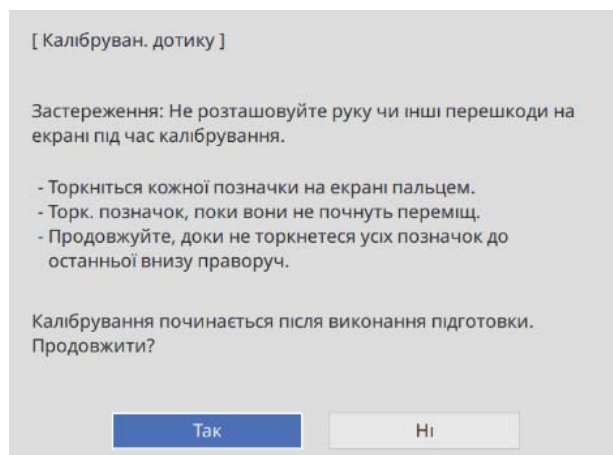 [ Калібруван. дотику ]
Застереження: Не розташовуйте руку чи інші перешкоди на
екрані під час калібрування.
- Торкніться кожної позначки на екрані пальцем.
- Торк. позначок, поки вони не почнуть переміщ.
- Продовжуйте, доки не торкнетеся усіх позначок до
останньої внизу праворуч.
Калібрування починається після виконання підготовки.
Продовжити?
Так
Ні